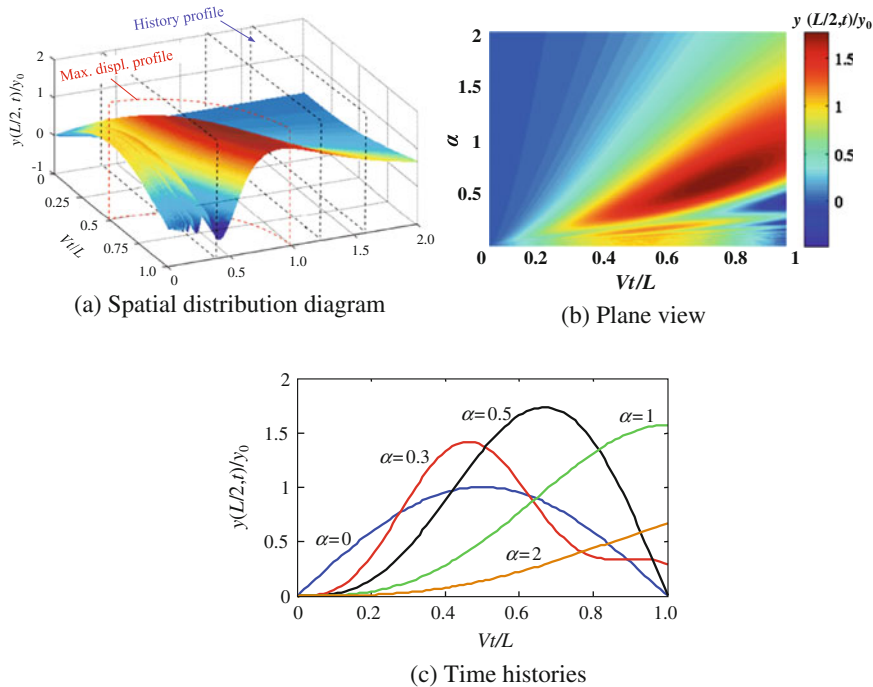 History profile
Max. displ. profile
y(L/2, t)/y₀
2
1
0
-1
0
0.25
0.5
0.75
1.0
Vt/L
0
0.5
1.0
2.0
(a) Spatial distribution diagram
y (L/2,t)/y₀
2
1.5
1
0.5
α
0
0.2
0.4
0.6
0.8
1
Vt/L
1.5
1
0.5
0
(b) Plane view
2
1.5
1
0.5
0
y(L/2,t)/y₀
α=0.5
α=1
α=0.3
α=0
α=2
0
0.2
0.4
0.6
0.8
1.0
Vt/L
(c) Time histories